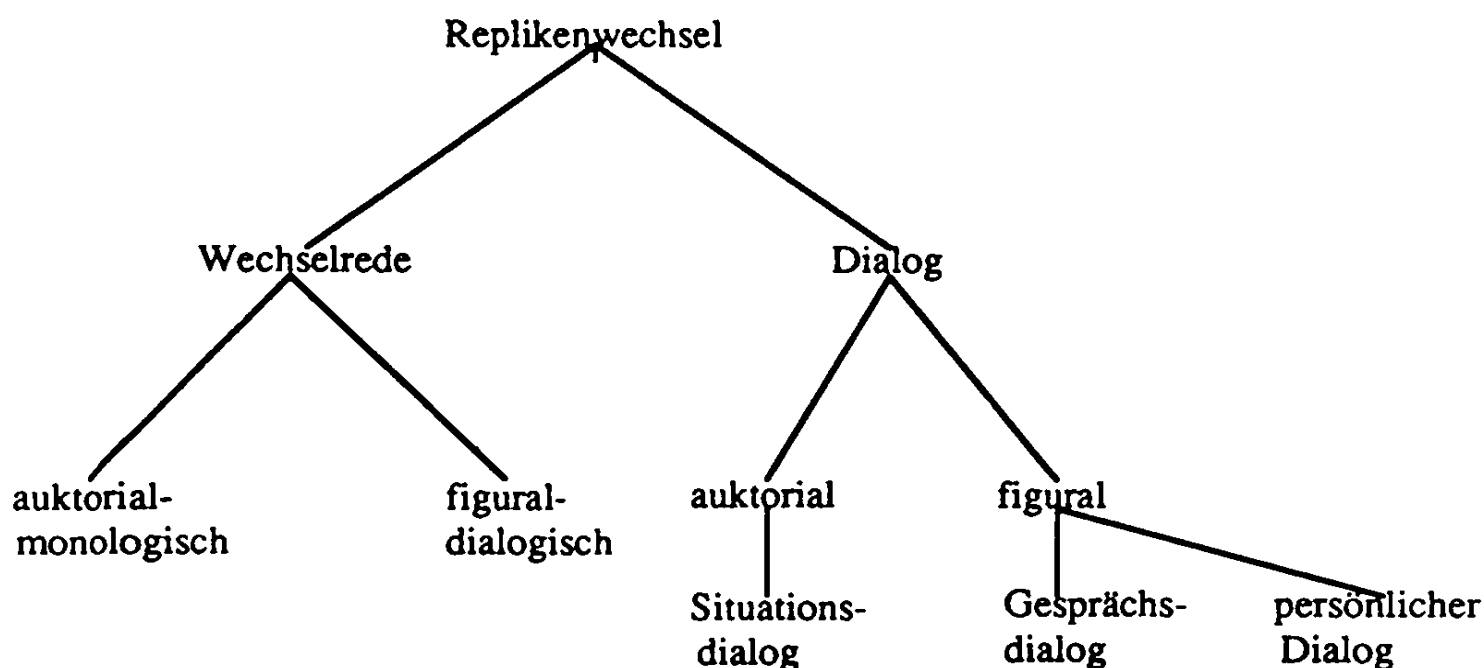 Replikenwechsel
Wechselrede
Dialog
auktorial-
monologisch
figural-
dialogisch
auktorial
figural
Situations-
dialog
Gesprächs-
dialog
persönlicher
Dialog